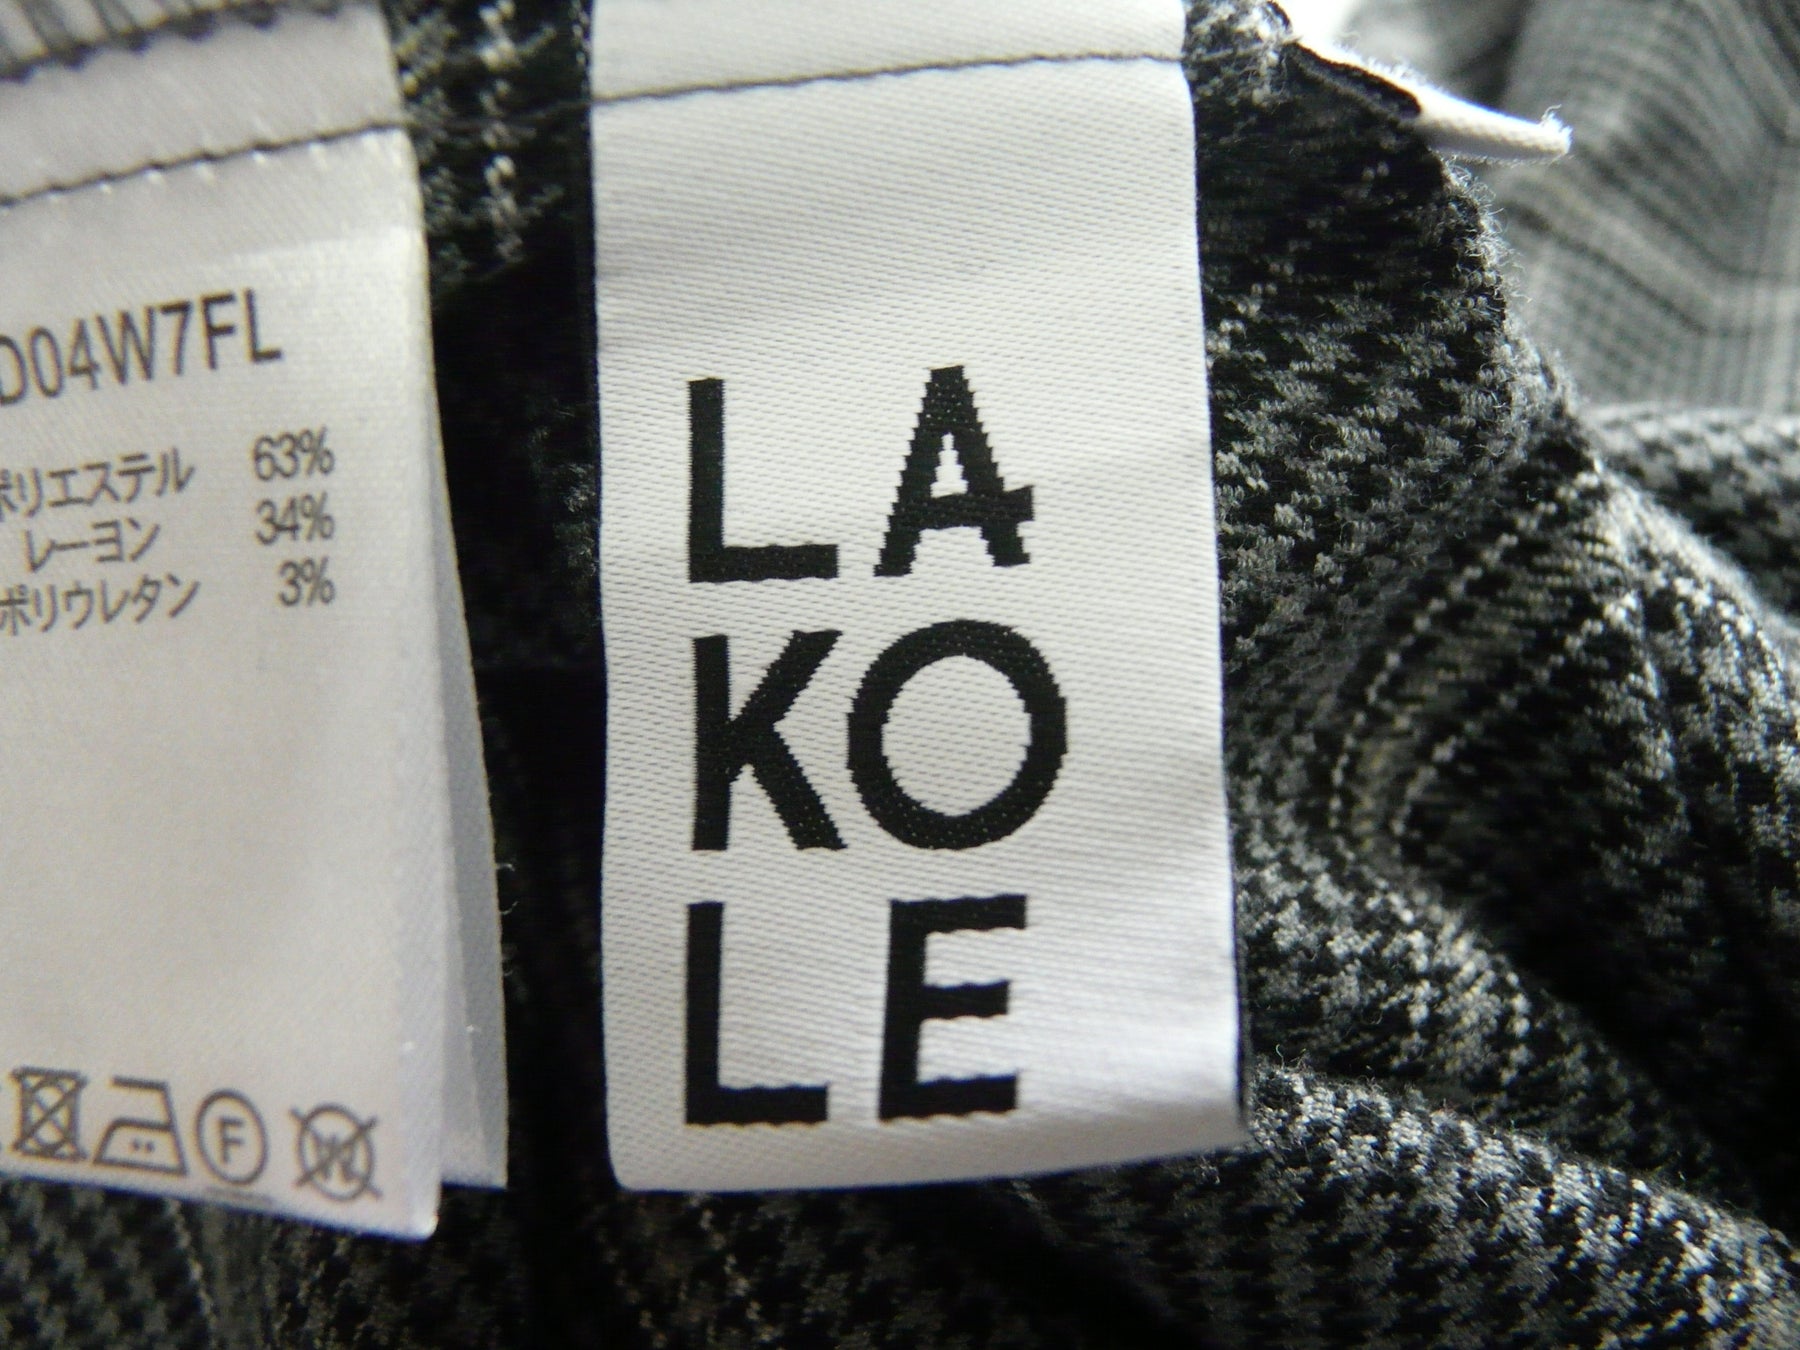 D04W7FL
ポリエステル 63%
レーヨン 34%
ポリウレタン 3%
F
W
LA
KO
LE